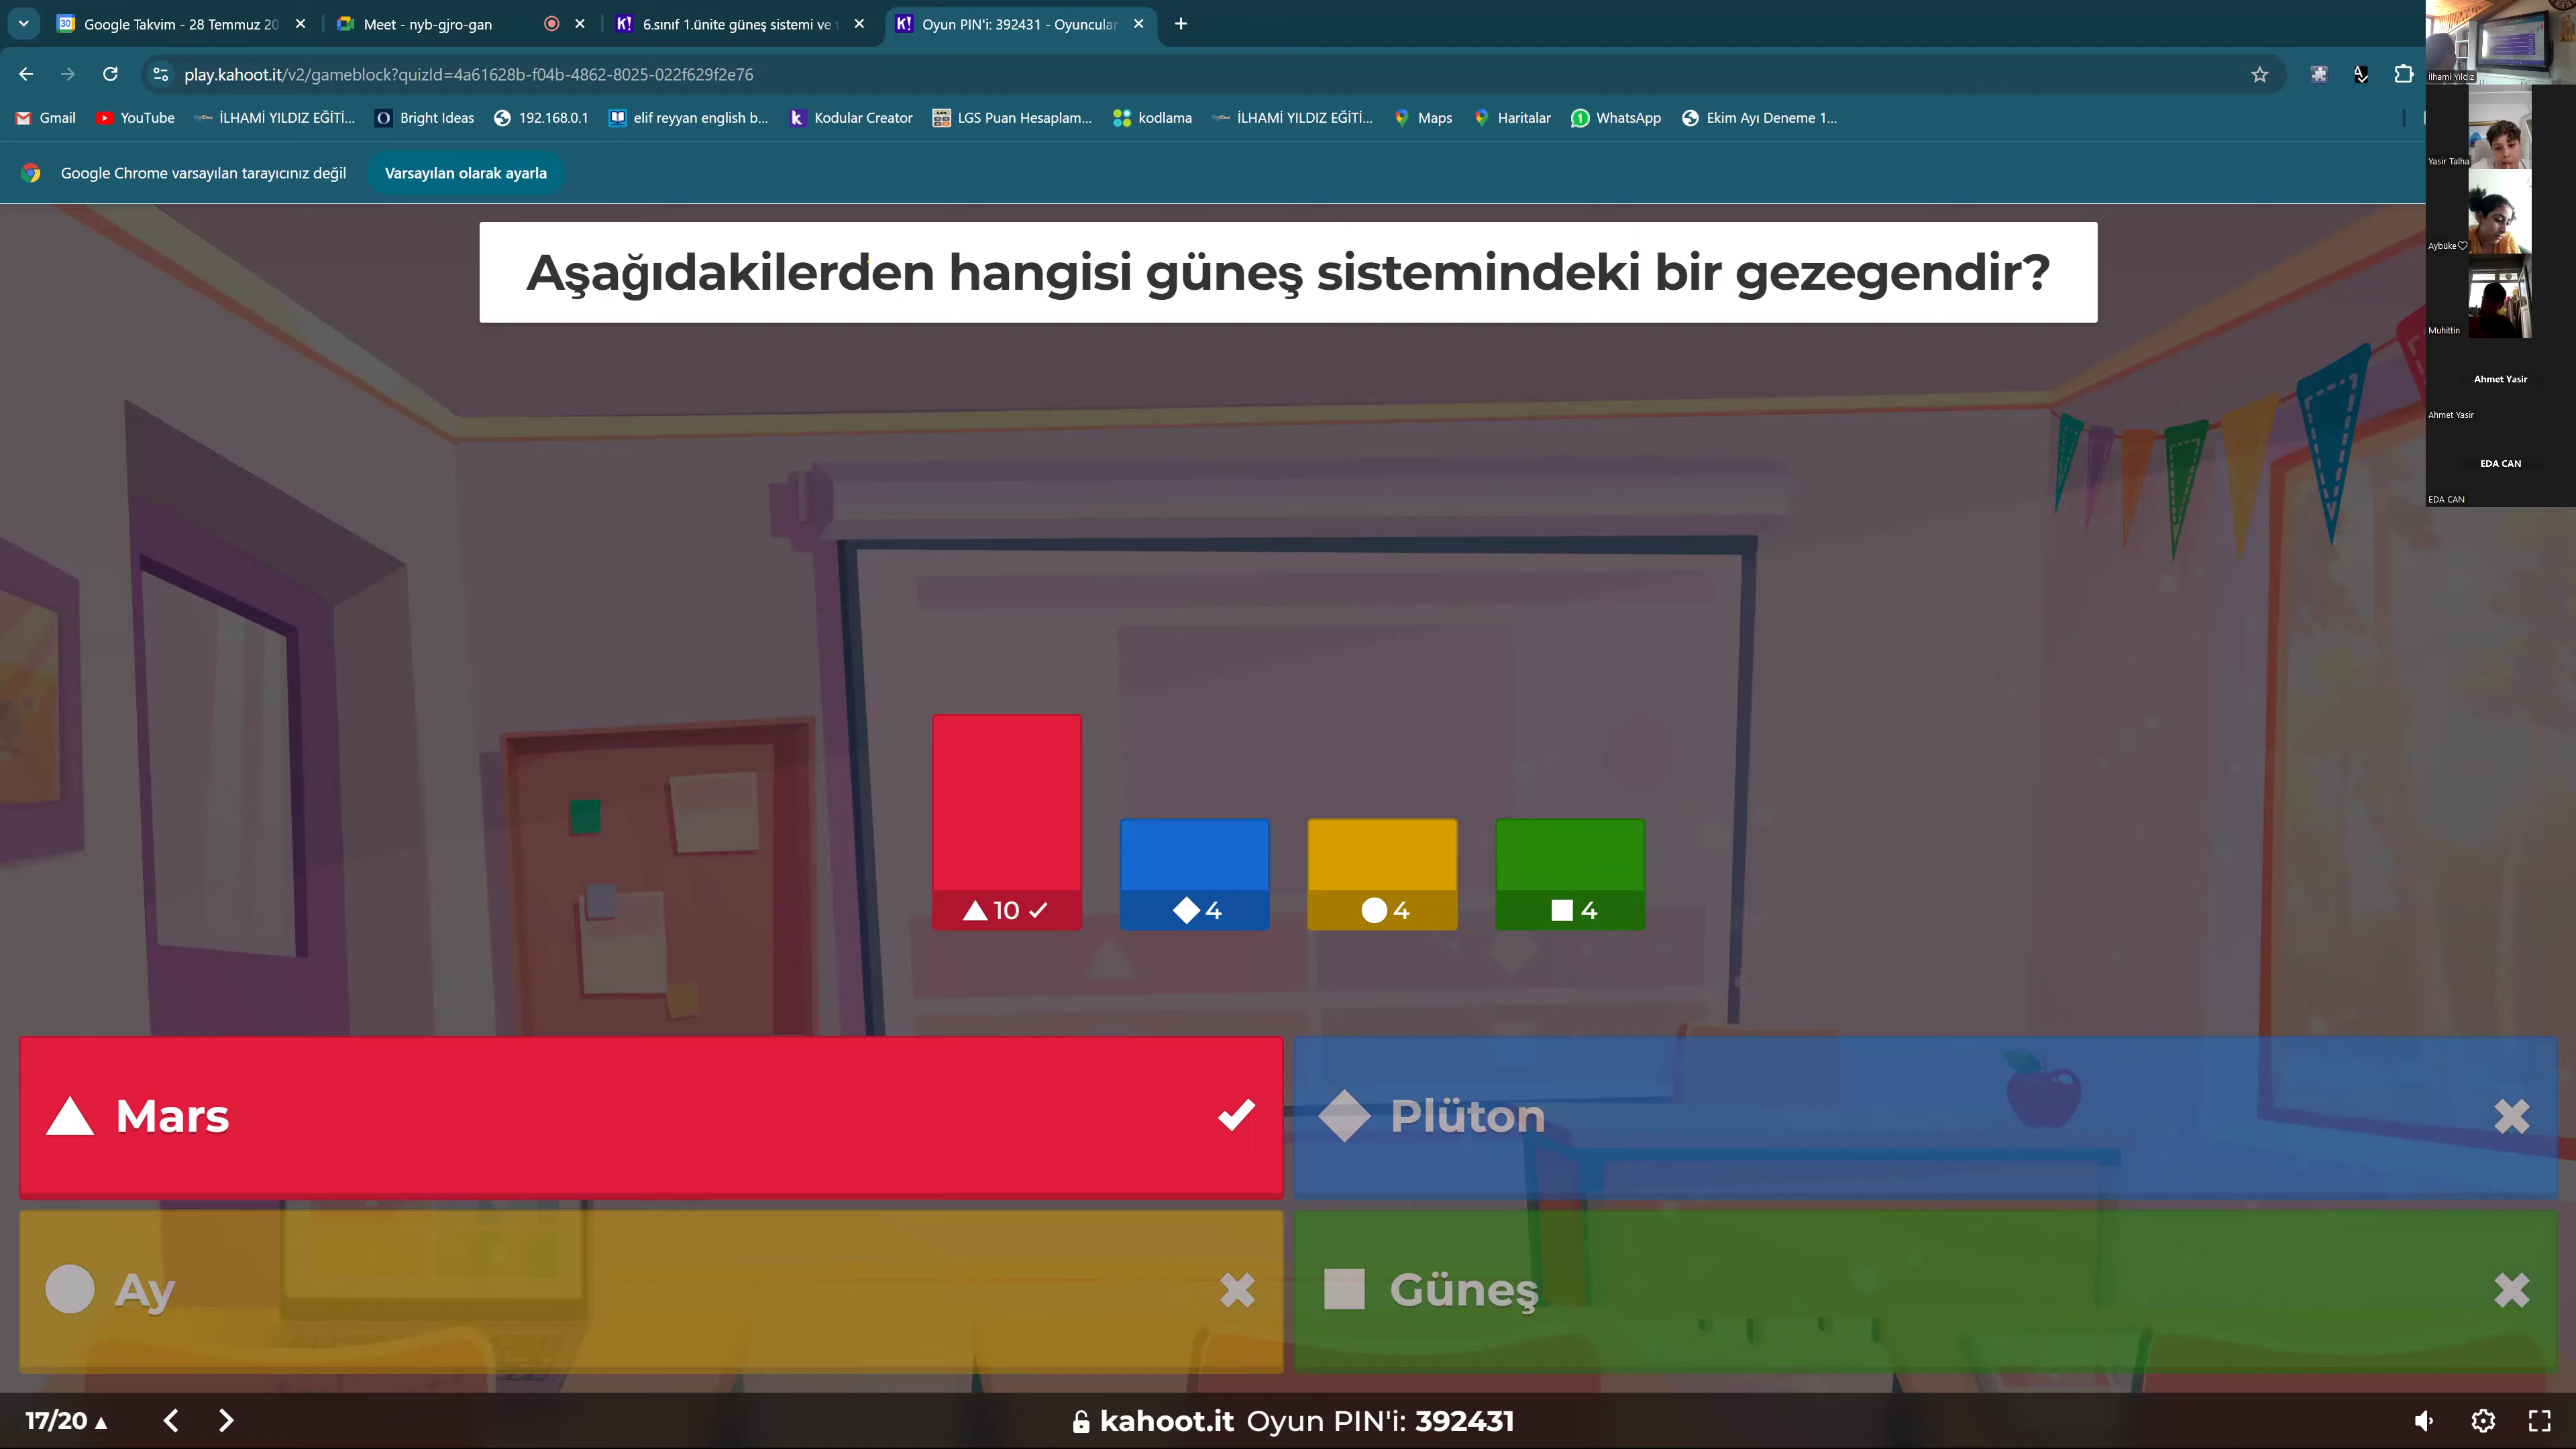 Google Takvim - 28 Temmuz 20
Meet - nyb-gjro-gan
6.sınıf 1.ünite güneş sistemi ve
Oyun PIN'i: 392431 - Oyuncular
play.kahoot.it/v2/gameblock?quizId=4a61628b-f04b-4862-8025-022f629f2e76
Gmail
YouTube
İLHAMİ YILDIZ EĞİTİ...
Bright Ideas
192.168.0.1
elif reyyan english b...
Kodular Creator
LGS Puan Hesaplam...
kodlama
İLHAMİ YILDIZ EĞİTİ...
Maps
Haritalar
WhatsApp
Ekim Ayı Deneme 1...
Google Chrome varsayılan tarayıcınız değil
Varsayılan olarak ayarla
İlhami Yıldız
Yasir Talha
Aybüke♡
Muhittin
Ahmet Yasir
Ahmet Yasir
EDA CAN
EDA CAN
Aşağıdakilerden hangisi güneş sistemindeki bir gezegendir?
10
4
4
4
Mars
Plüton
Ay
Güneş
17/20
kahoot.it Oyun PIN'i: 392431